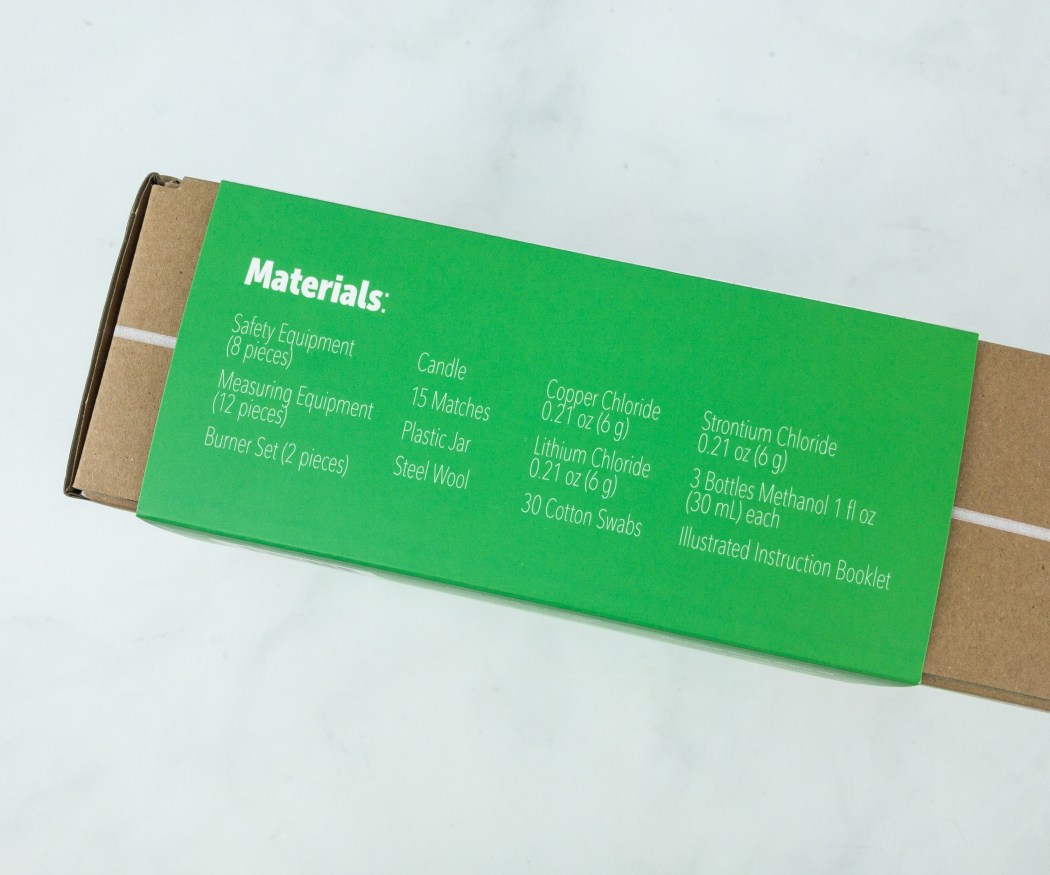 Materials:
Safety Equipment
(8 pieces)
Measuring Equipment
(12 pieces)
Burner Set (2 pieces)
Candle
15 Matches
Plastic Jar
Steel Wool
Copper Chloride
0.21 oz (6 g)
Lithium Chloride
0.21 oz (6 g)
30 Cotton Swabs
Strontium Chloride
0.21 oz (6 g)
3 Bottles Methanol 1 fl oz
(30 mL) each
Illustrated Instruction Booklet